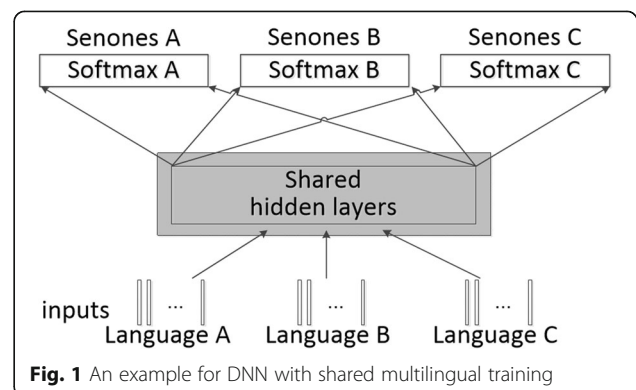 Senones A Senones B Senones C
Softmax A Softmax B Softmax C
Shared
hidden layers
inputs ... ... ...
Language A Language B Language C
Fig. 1 An example for DNN with shared multilingual training